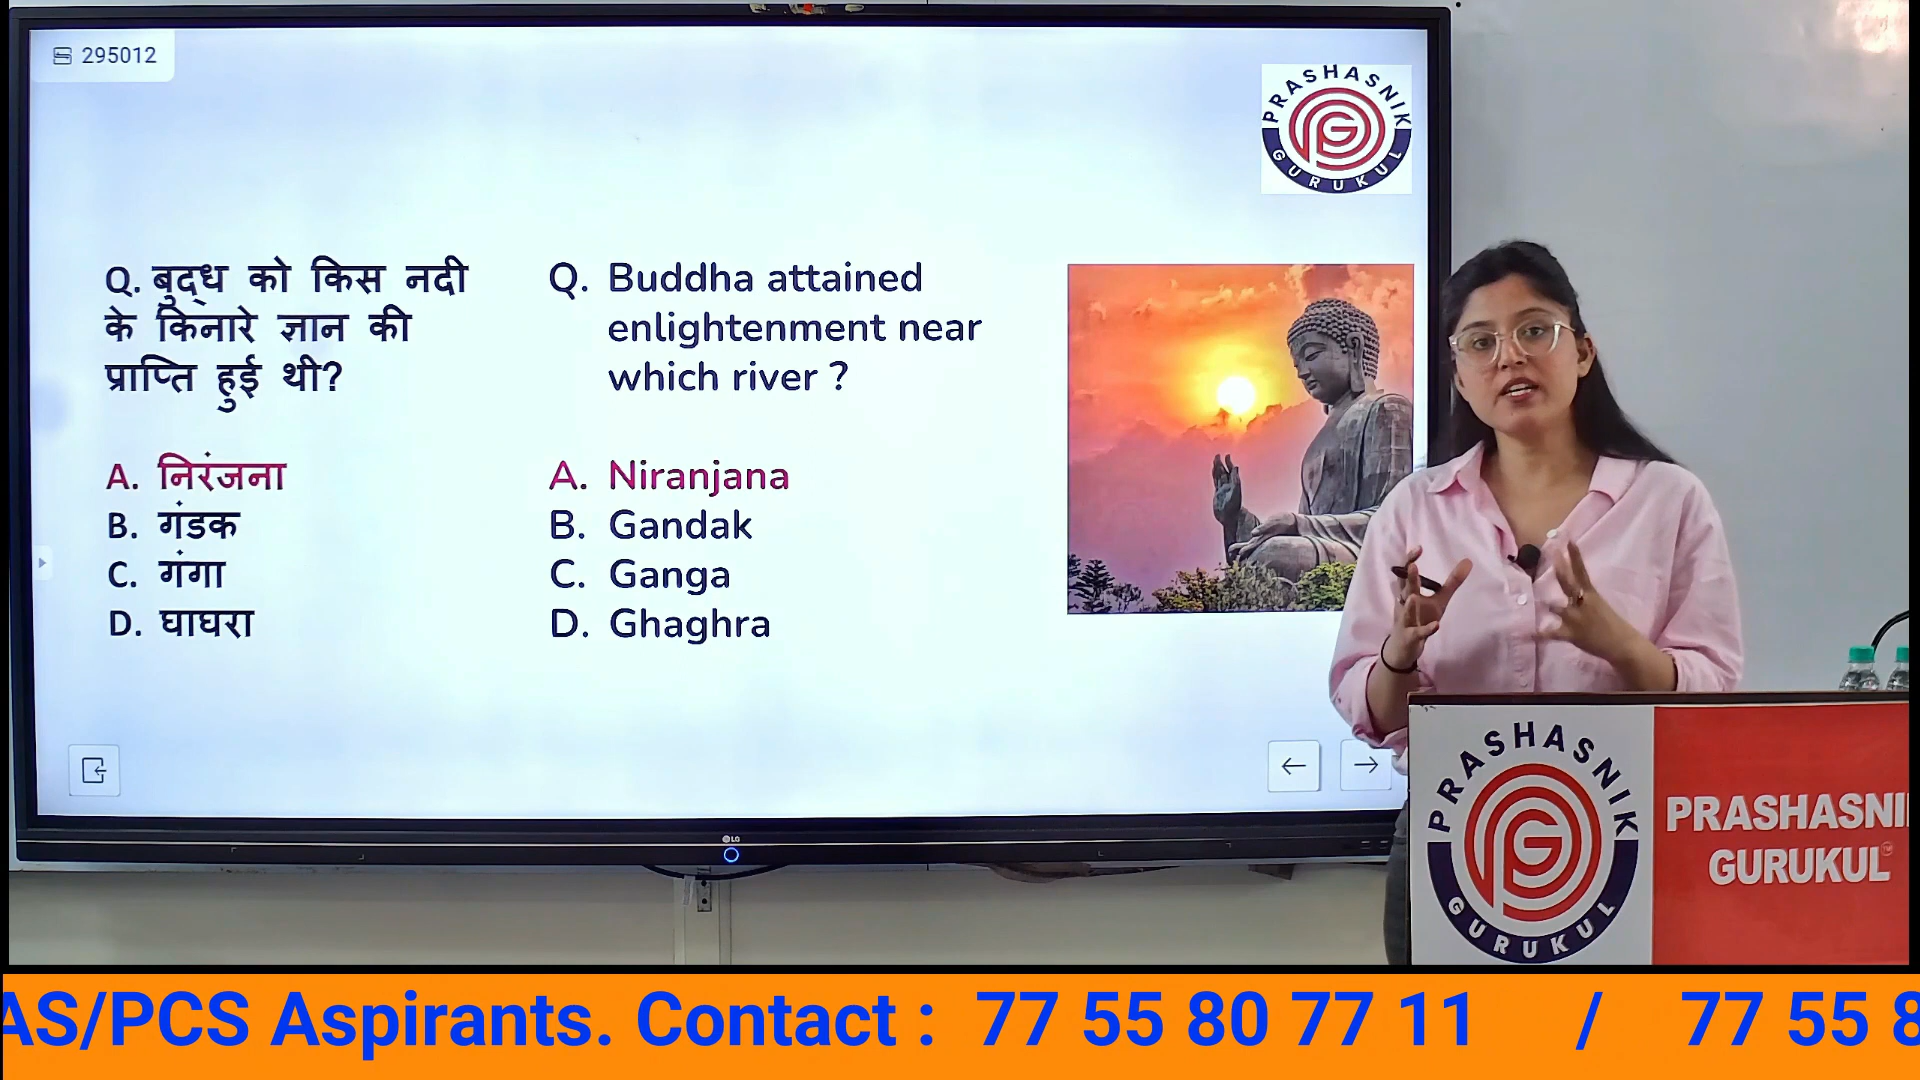 295012
PRASHASNIK
GURUKUL
Q. बुद्ध को किस नदी
के किनारे ज्ञान की
प्राप्ति हुई थी?
A. निरंजना
B. गंडक
C. गंगा
D. घाघरा
Q. Buddha attained
enlightenment near
which river ?
A. Niranjana
B. Gandak
C. Ganga
D. Ghaghra
LG
PRASHASNIK
GURUKUL
PRASHASNI
GURUKUL
AS/PCS Aspirants. Contact : 77 55 80 77 11 / 77 55 8